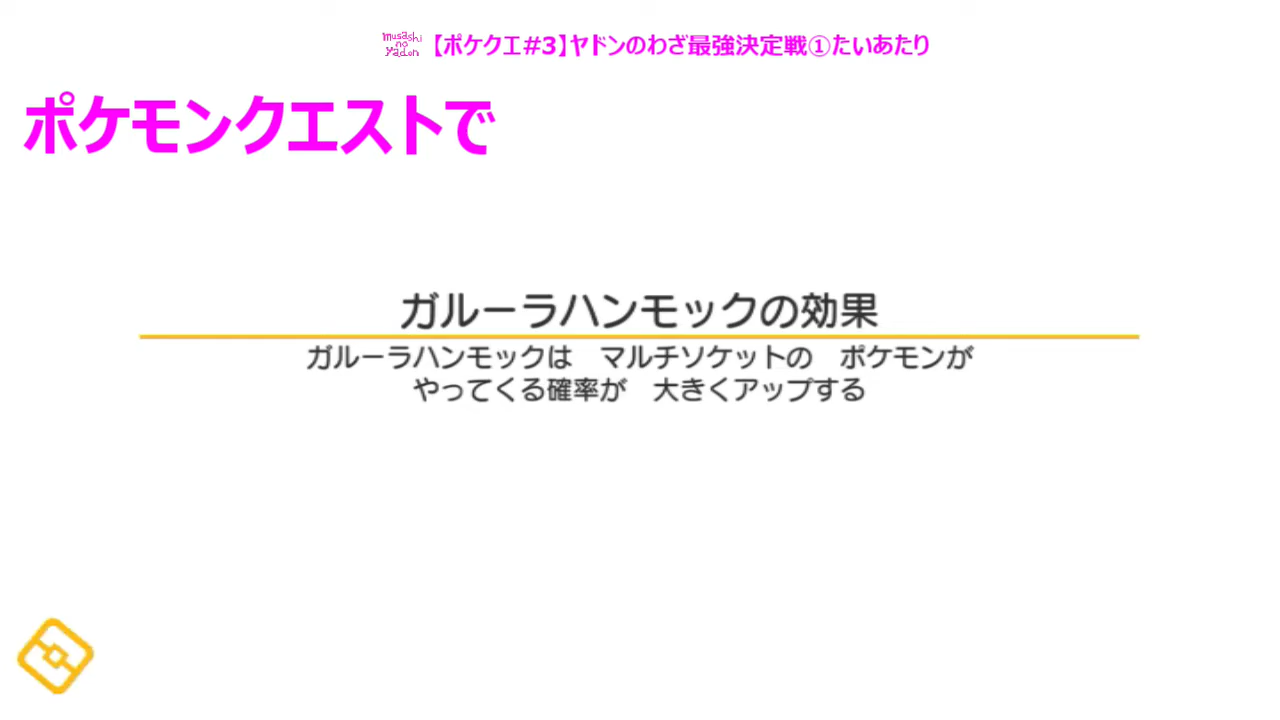 musashi
no
yadon
【ポケクエ#3】ヤドンのわざ最強決定戦①たいあたり
ポケモンクエストで
ガルーラハンモックの効果
ガルーラハンモックは　マルチソケットの　ポケモンが
やってくる確率が　大きくアップする